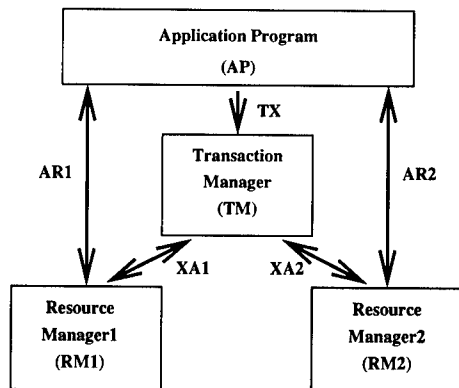 Application Program
(AP)
TX
Transaction
Manager
(TM)
AR1
AR2
XA1
XA2
Resource
Manager1
(RM1)
Resource
Manager2
(RM2)